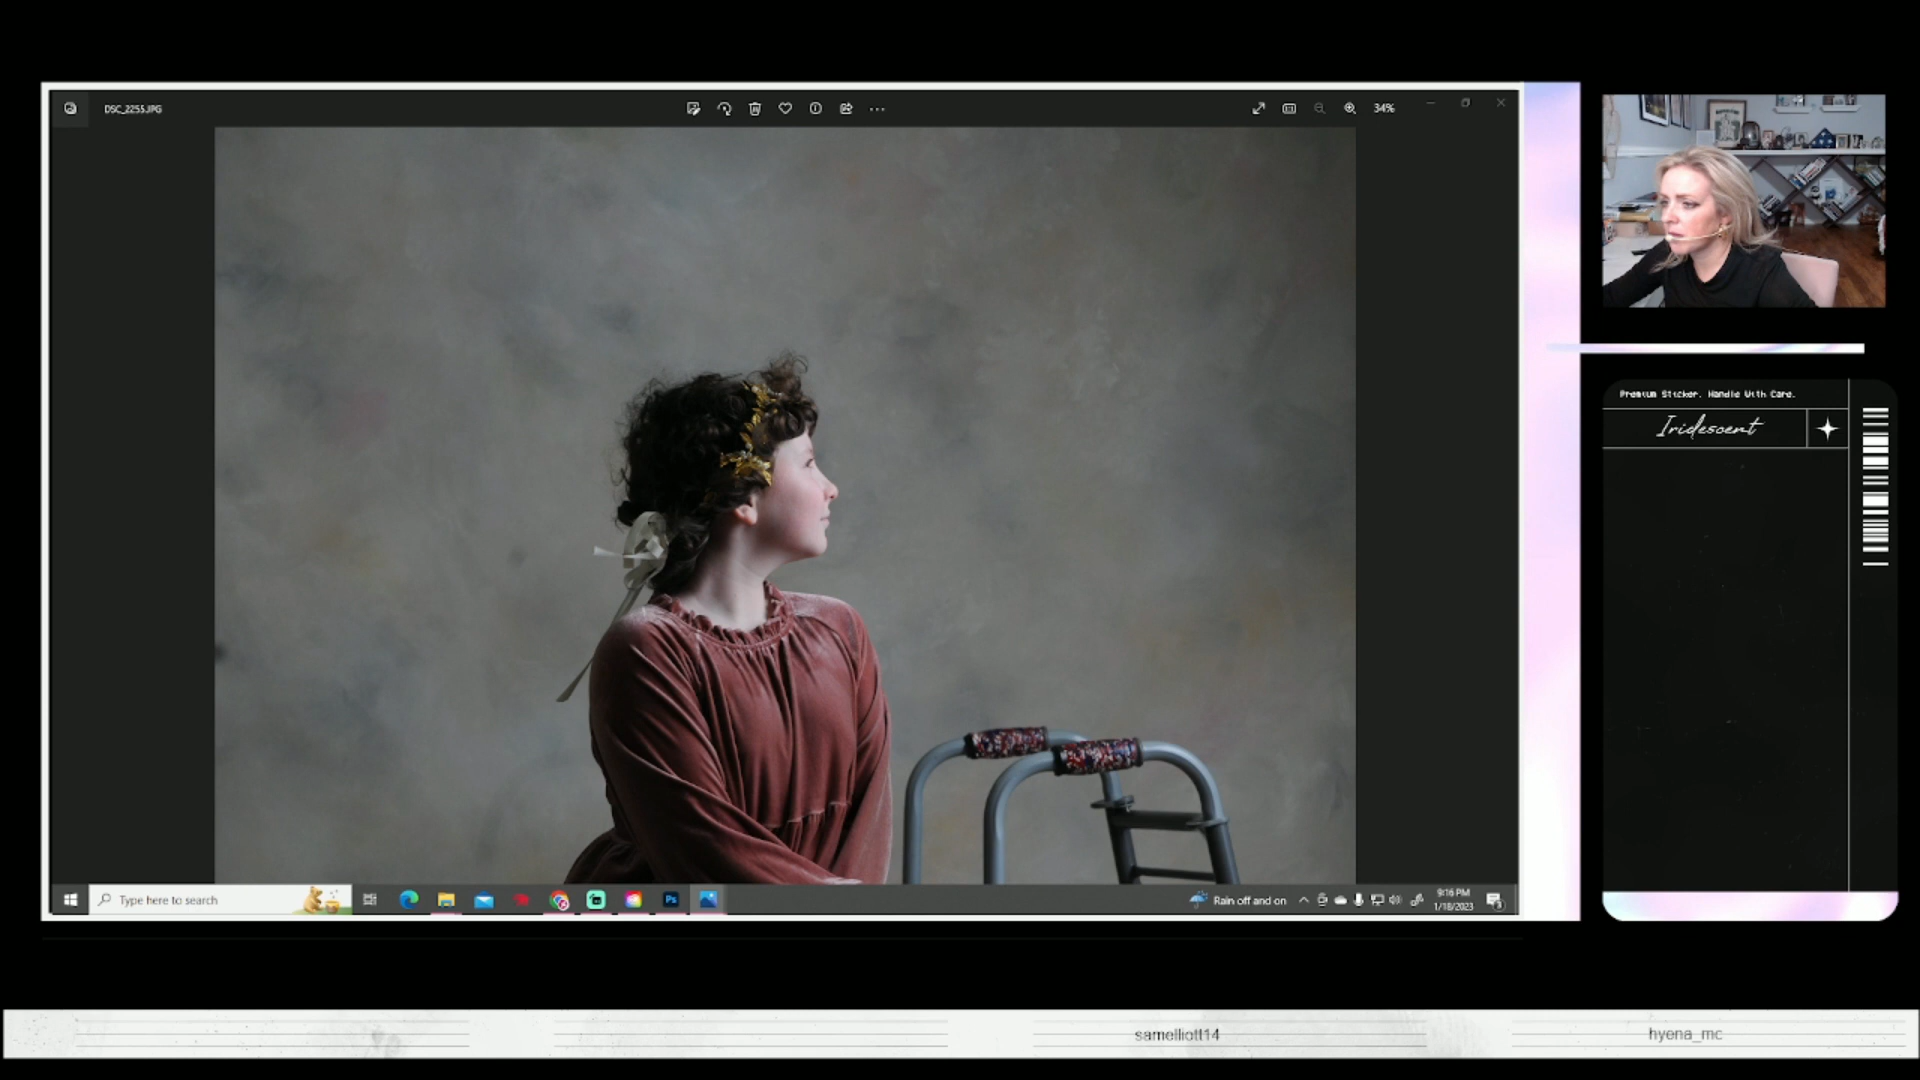 DSC_2255.JPG
34%
Premium Sticker. Handle With Care.
Iridescent
Type here to search
Ps
Rain off and on
9:16 PM
1/18/2023
samelliott14
hyena_mc